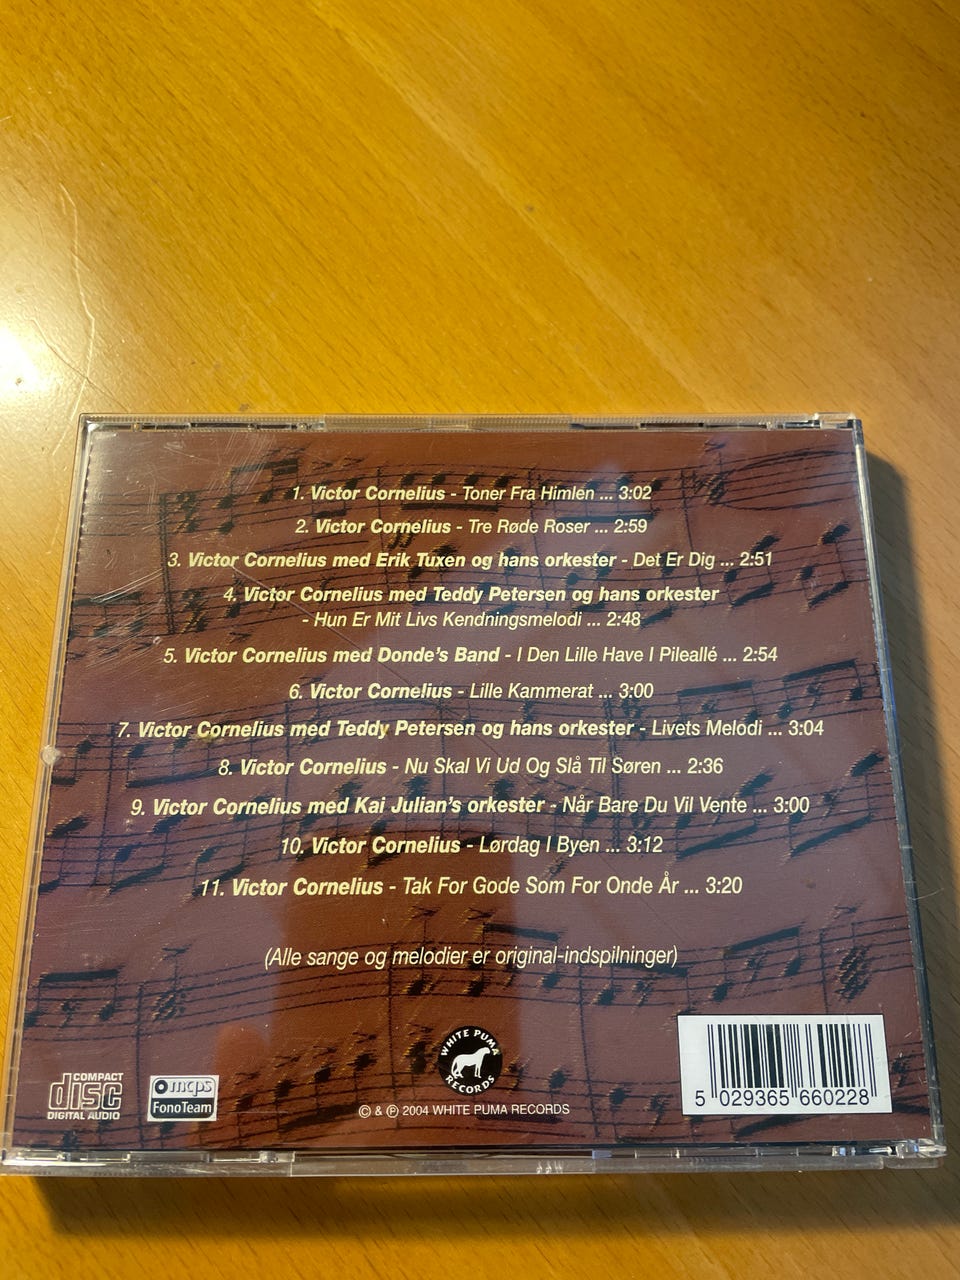 1. Victor Cornelius - Toner Fra Himlen ... 3:02
2. Victor Cornelius - Tre Røde Roser ... 2:59
3. Victor Cornelius med Erik Tuxen og hans orkester - Det Er Dig ... 2:51
4. Victor Cornelius med Teddy Petersen og hans orkester
- Hun Er Mit Livs Kendningsmelodi ... 2:48
5. Victor Cornelius med Donde's Band - I Den Lille Have I Pileallé ... 2:54
6. Victor Cornelius - Lille Kammerat ... 3:00
7. Victor Cornelius med Teddy Petersen og hans orkester - Livets Melodi ... 3:04
8. Victor Cornelius - Nu Skal Vi Ud Og Slå Til Søren ... 2:36
9. Victor Cornelius med Kai Julian's orkester - Når Bare Du Vil Vente ... 3:00
10. Victor Cornelius - Lørdag I Byen ... 3:12
11. Victor Cornelius - Tak For Gode Som For Onde År ... 3:20
(Alle sange og melodier er original-indspilninger)
WHITE PUMA
RECORDS
COMPACT
disc
DIGITAL AUDIO
mcps
FonoTeam
© & ℗ 2004 WHITE PUMA RECORDS
5 029365 660228